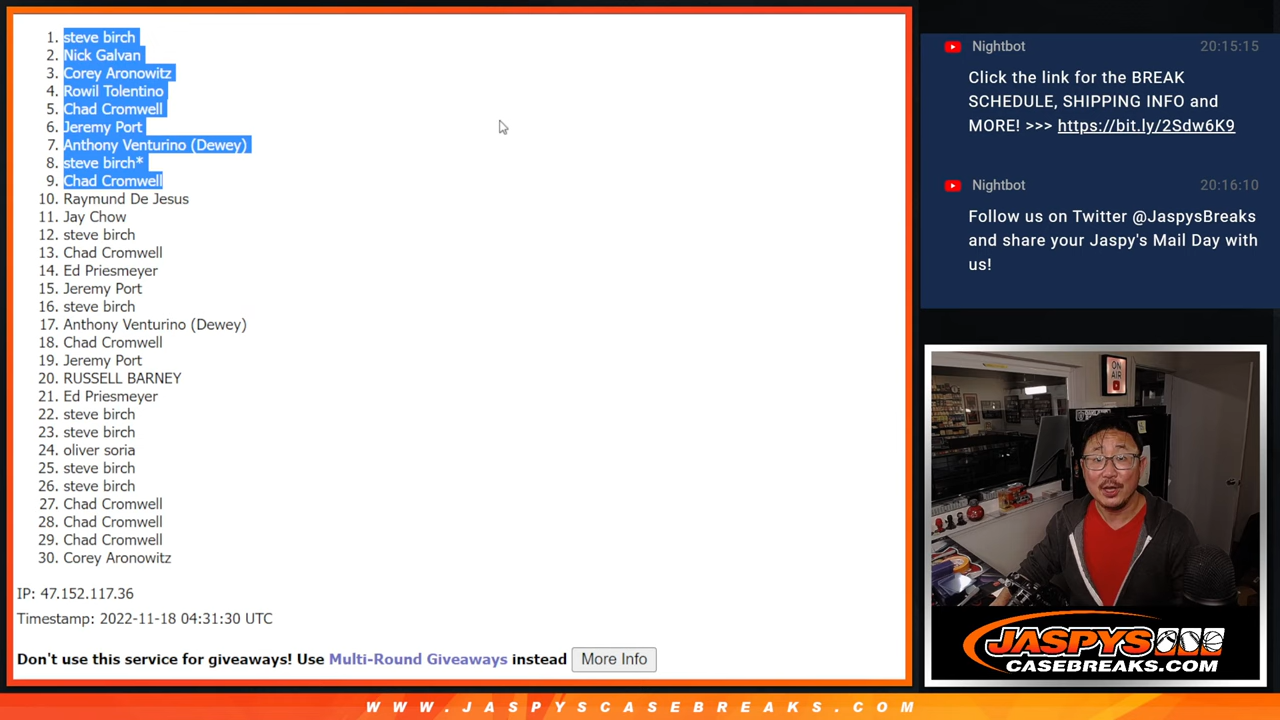 1. steve birch
2. Nick Galvan
3. Corey Aronowitz
4. Rowil Tolentino
5. Chad Cromwell
6. Jeremy Port
7. Anthony Venturino (Dewey)
8. steve birch*
9. Chad Cromwell
10. Raymund De Jesus
11. Jay Chow
12. steve birch
13. Chad Cromwell
14. Ed Priesmeyer
15. Jeremy Port
16. steve birch
17. Anthony Venturino (Dewey)
18. Chad Cromwell
19. Jeremy Port
20. RUSSELL BARNEY
21. Ed Priesmeyer
22. steve birch
23. steve birch
24. oliver soria
25. steve birch
26. steve birch
27. Chad Cromwell
28. Chad Cromwell
29. Chad Cromwell
30. Corey Aronowitz
IP: 47.152.117.36
Timestamp: 2022-11-18 04:31:30 UTC
Don't use this service for giveaways! Use Multi-Round Giveaways instead More Info
Nightbot 20:15:15
Click the link for the BREAK
SCHEDULE, SHIPPING INFO and
MORE! >>> https://bit.ly/2Sdw6K9
Nightbot 20:16:10
Follow us on Twitter @JaspysBreaks
and share your Jaspy's Mail Day with
us!
ON
AIR
JASPYS
CASEBREAKS.COM
WWW.JASPYSCASEBREAKS.COM